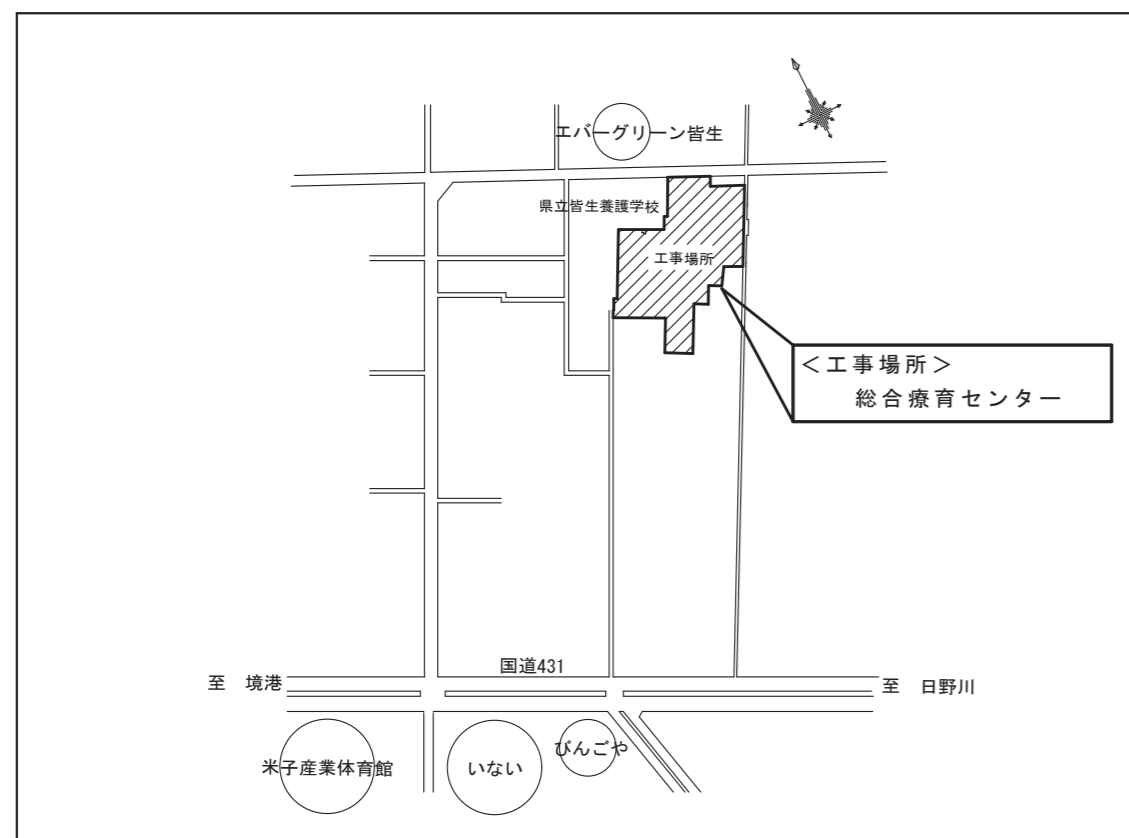 エバーグリーン皆生
県立皆生養護学校
工事場所
＜工事場所＞
総合療育センター
国道431
至　境港
至　日野川
びんごや
米子産業体育館
いない